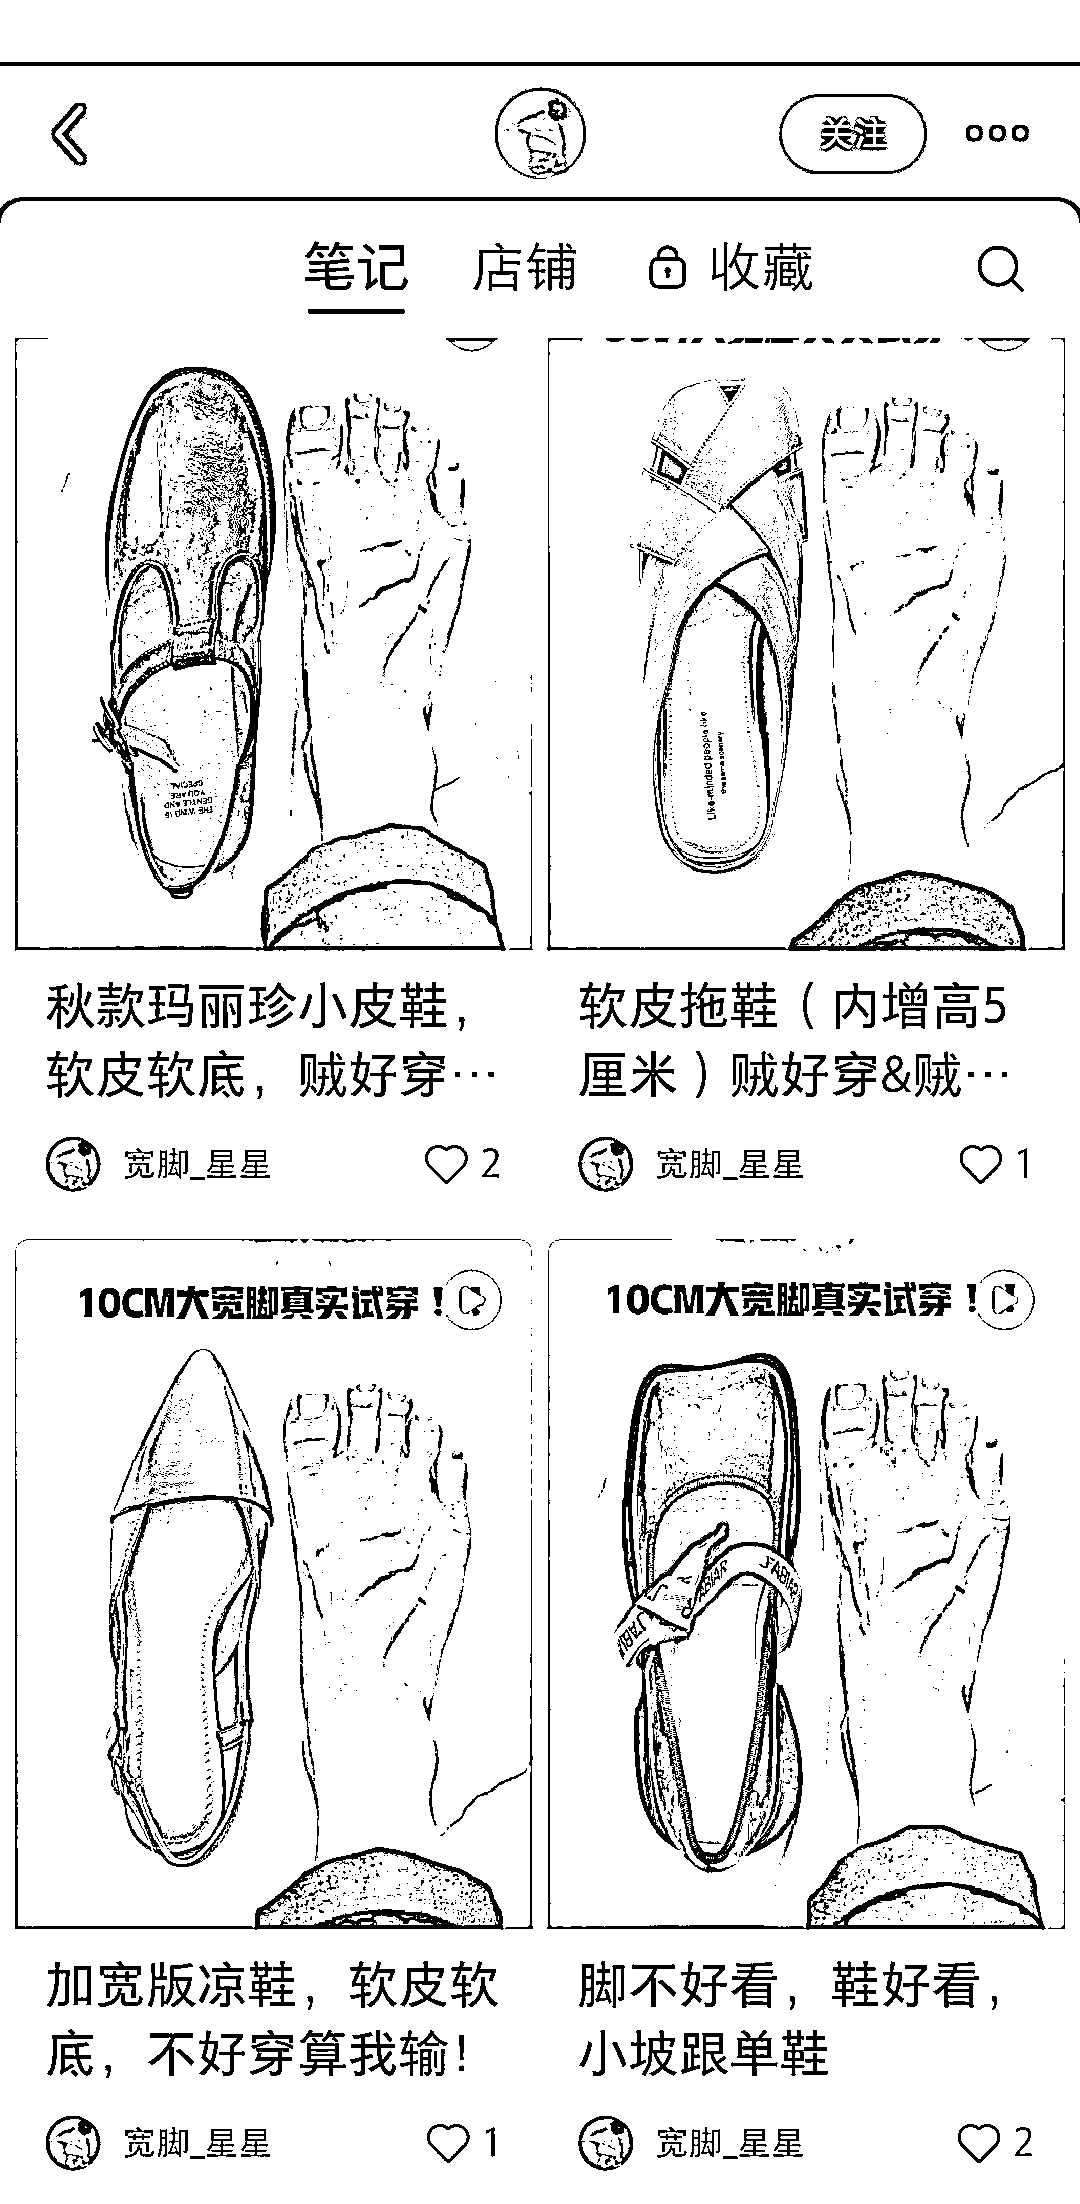 关注
笔记 店铺 收藏
THE WIND IS
GENTLE AND
YOU ARE
SPECIAL
Like-minded people like
the same scenery
秋款玛丽珍小皮鞋，
软皮软底，贼好穿…
宽脚_星星 2
软皮拖鞋（内增高5
厘米）贼好穿&贼…
宽脚_星星 1
10CM大宽脚真实试穿！
10CM大宽脚真实试穿！
加宽版凉鞋，软皮软
底，不好穿算我输！
宽脚_星星 1
脚不好看，鞋好看，
小坡跟单鞋
宽脚_星星 2